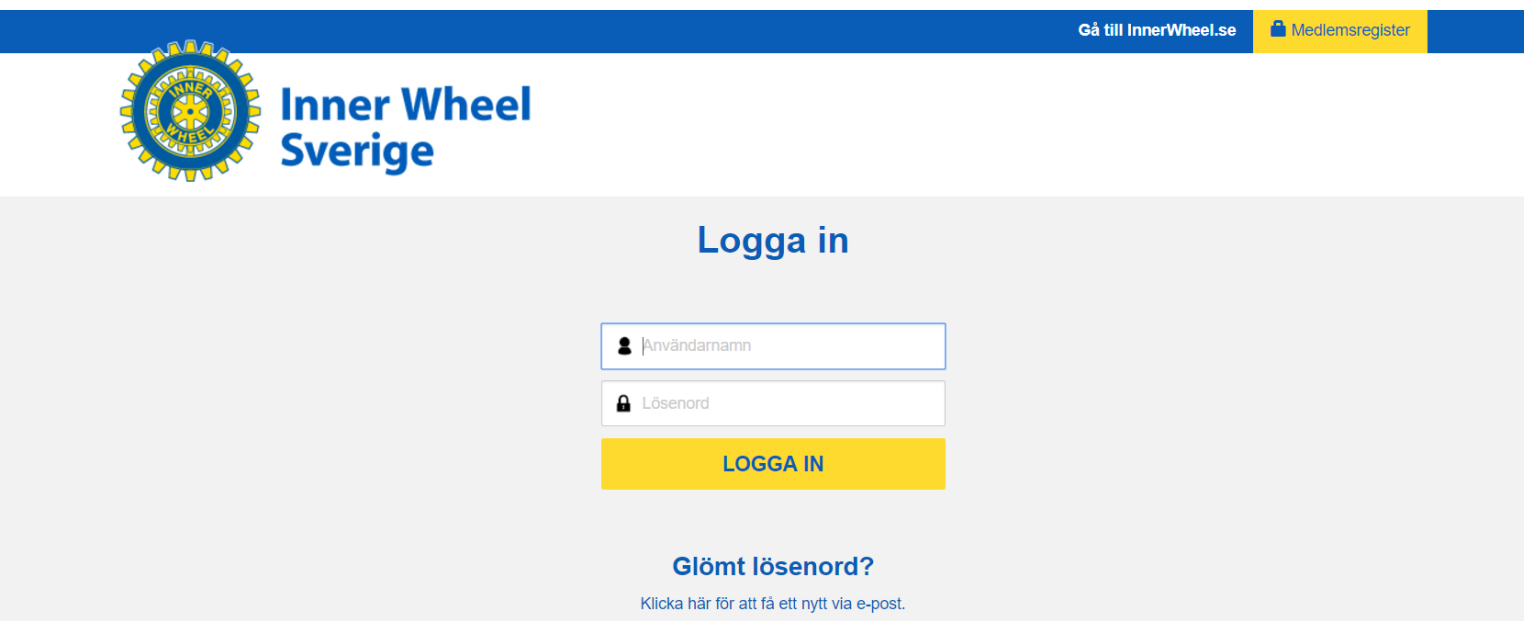 Gå till InnerWheel.se
Medlemsregister
INNER
WHEEL
Inner Wheel
Sverige
Logga in
Användarnamn
Lösenord
LOGGA IN
Glömt lösenord?
Klicka här för att få ett nytt via e-post.